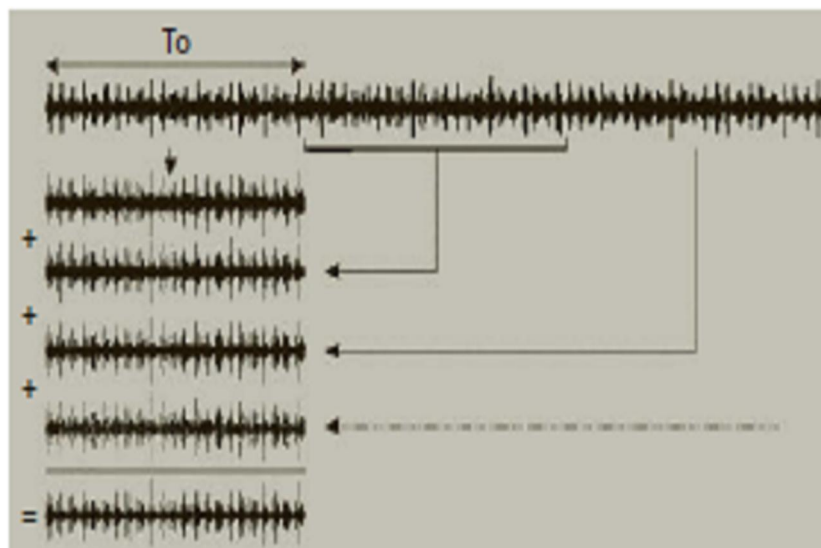 To
+
+
+
=